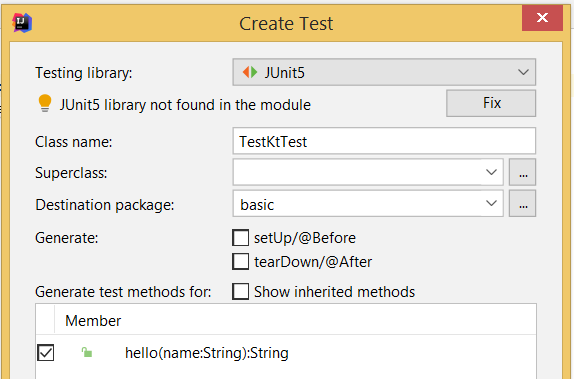 Create Test
Testing library: JUnit5
JUnit5 library not found in the module Fix
Class name: TestKtTest
Superclass: ...
Destination package: basic ...
Generate: setUp/@Before
tearDown/@After
Generate test methods for: Show inherited methods
Member
hello(name:String):String